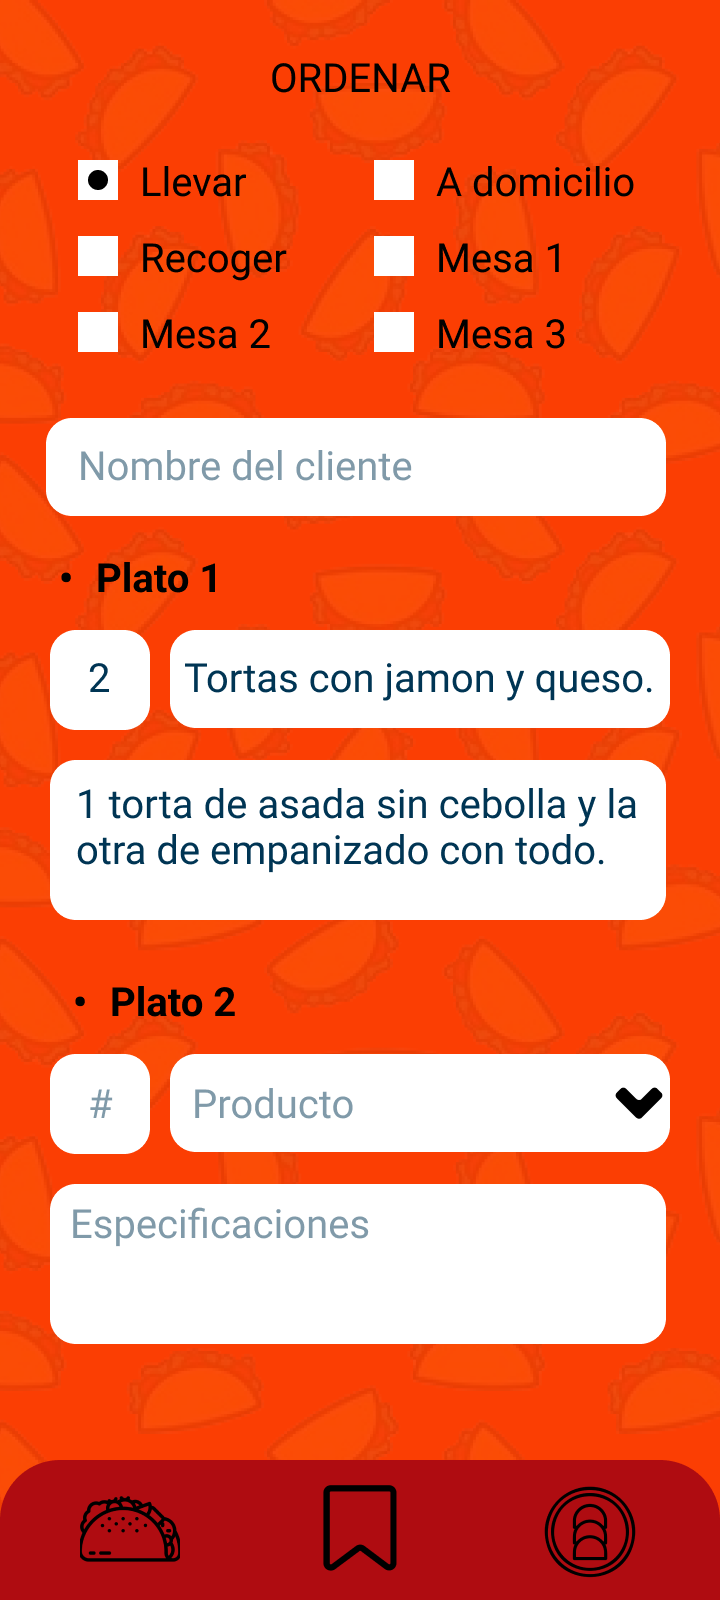 ORDENAR
Llevar
A domicilio
Recoger
Mesa 1
Mesa 2
Mesa 3
Nombre del cliente
• Plato 1
2
Tortas con jamon y queso.
1 torta de asada sin cebolla y la
otra de empanizado con todo.
• Plato 2
#
Producto
Especificaciones